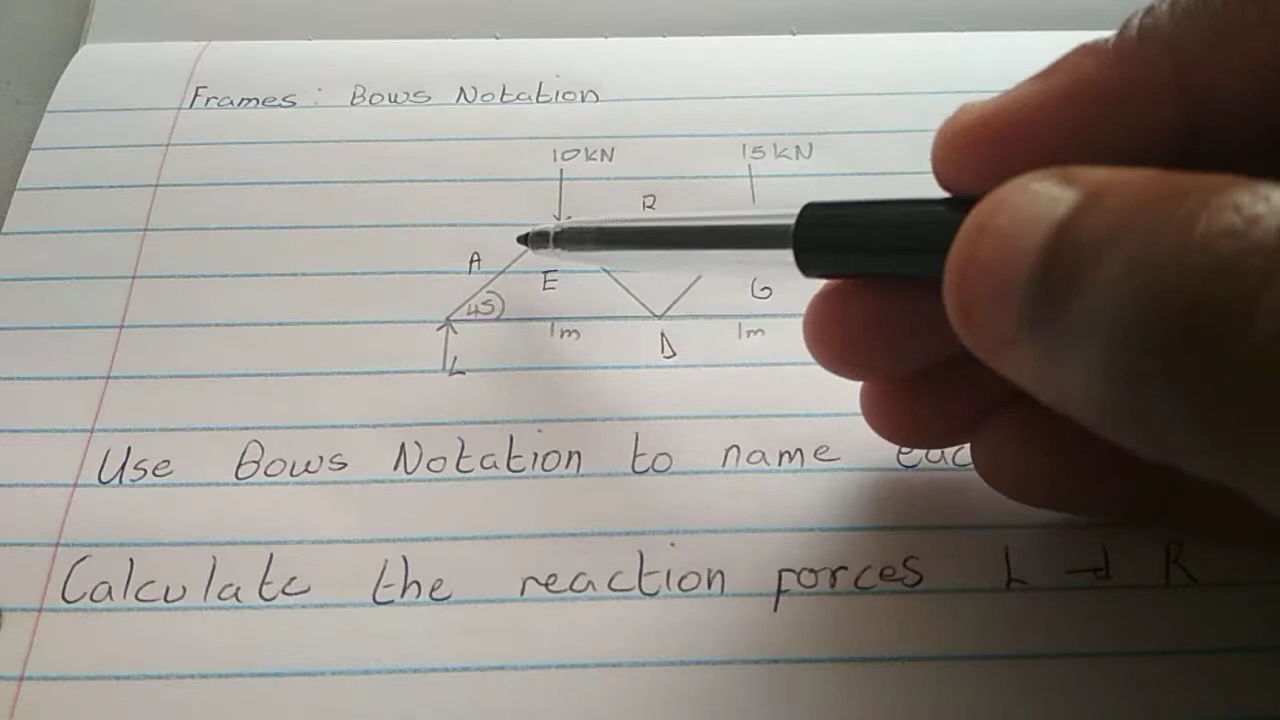 Frames: Bows Notation
10kN 15kN
R
A
E
45
G
1m 1m
D
L
Use Bows Notation to name
Calculate the reaction forces L + R